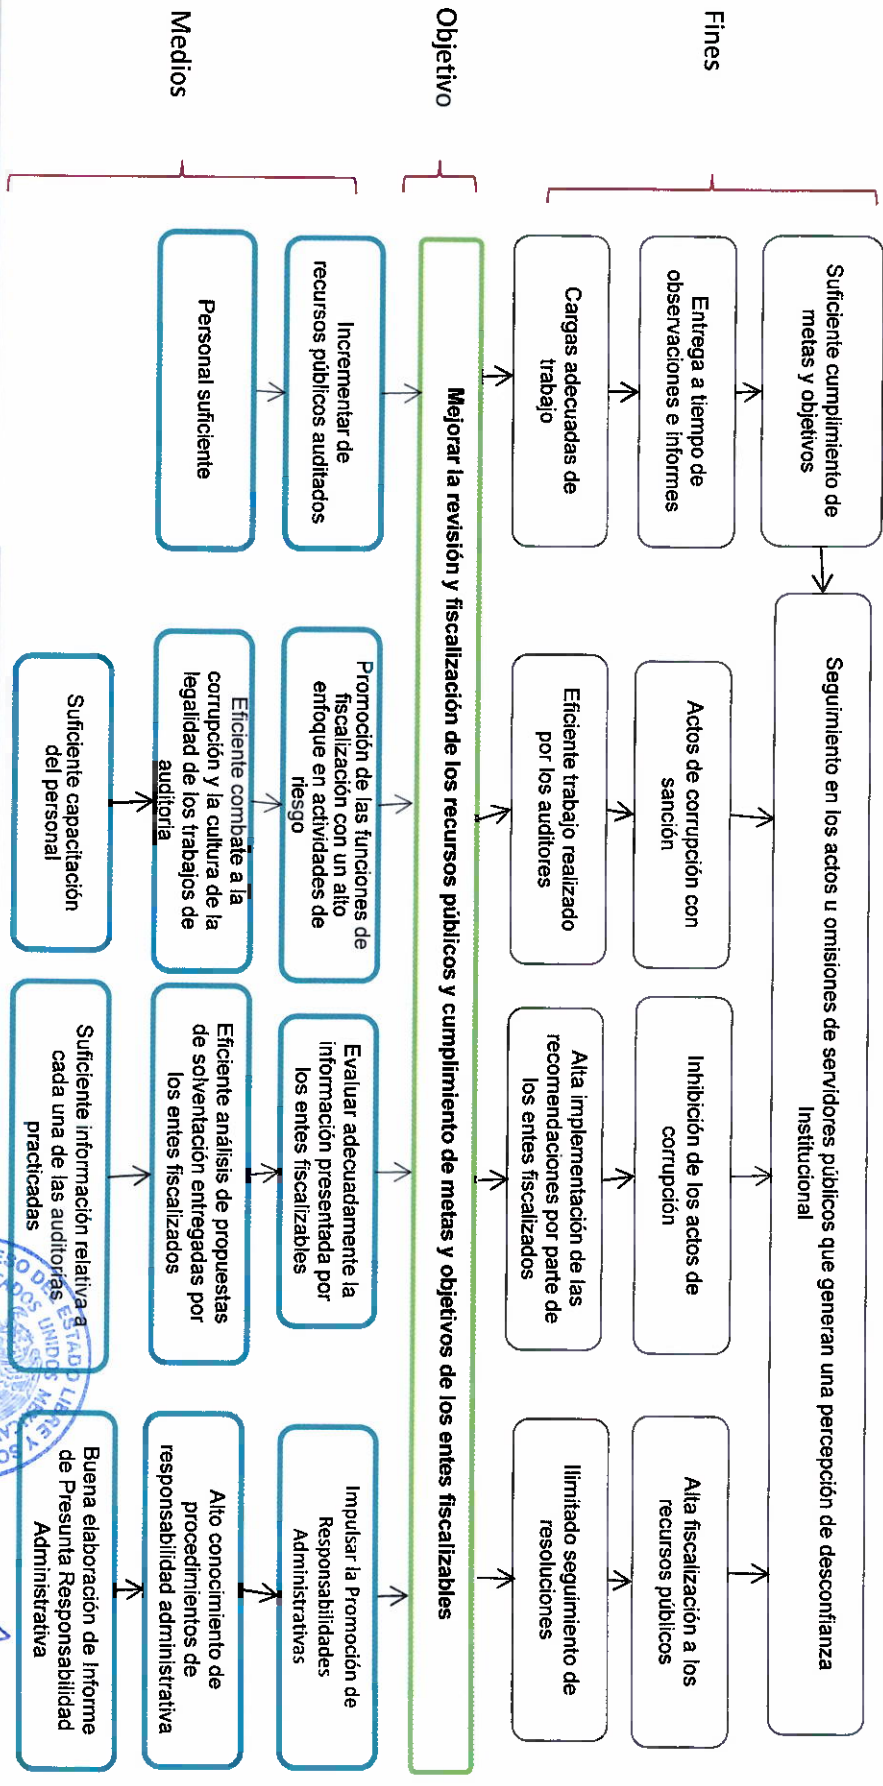 Fines
Objetivo
Medios
Suficiente cumplimiento de
metas y objetivos
Seguimiento en los actos u omisiones de servidores públicos que generan una percepción de desconfianza
Institucional
Entrega a tiempo de
observaciones e informes
Actos de corrupción con
sanción
Inhibición de los actos de
corrupción
Alta fiscalización a los
recursos públicos
Cargas adecuadas de
trabajo
Eficiente trabajo realizado
por los auditores
Alta implementación de las
recomendaciones por parte de
los entes fiscalizados
Ilimitado seguimiento de
resoluciones
Mejorar la revisión y fiscalización de los recursos públicos y cumplimiento de metas y objetivos de los entes fiscalizables
Incrementar de
recursos públicos auditados
Promoción de las funciones de
fiscalización con un alto
enfoque en actividades de
riesgo
Evaluar adecuadamente la
información presentada por
los entes fiscalizables
Impulsar la Promoción de
Responsabilidades
Administrativas
Personal suficiente
Eficiente combate a la
corrupción y la cultura de la
legalidad de los trabajos de
auditoria
Eficiente análisis de propuestas
de solventación entregadas por
los entes fiscalizados
Alto conocimiento de
procedimientos de
responsabilidad administrativa
Suficiente capacitación
del personal
Suficiente información relativa a
cada una de las auditorías
practicadas
Buena elaboración de Informe
de Presunta Responsabilidad
Administrativa
ESTADO LIBRE Y
UNIDOS